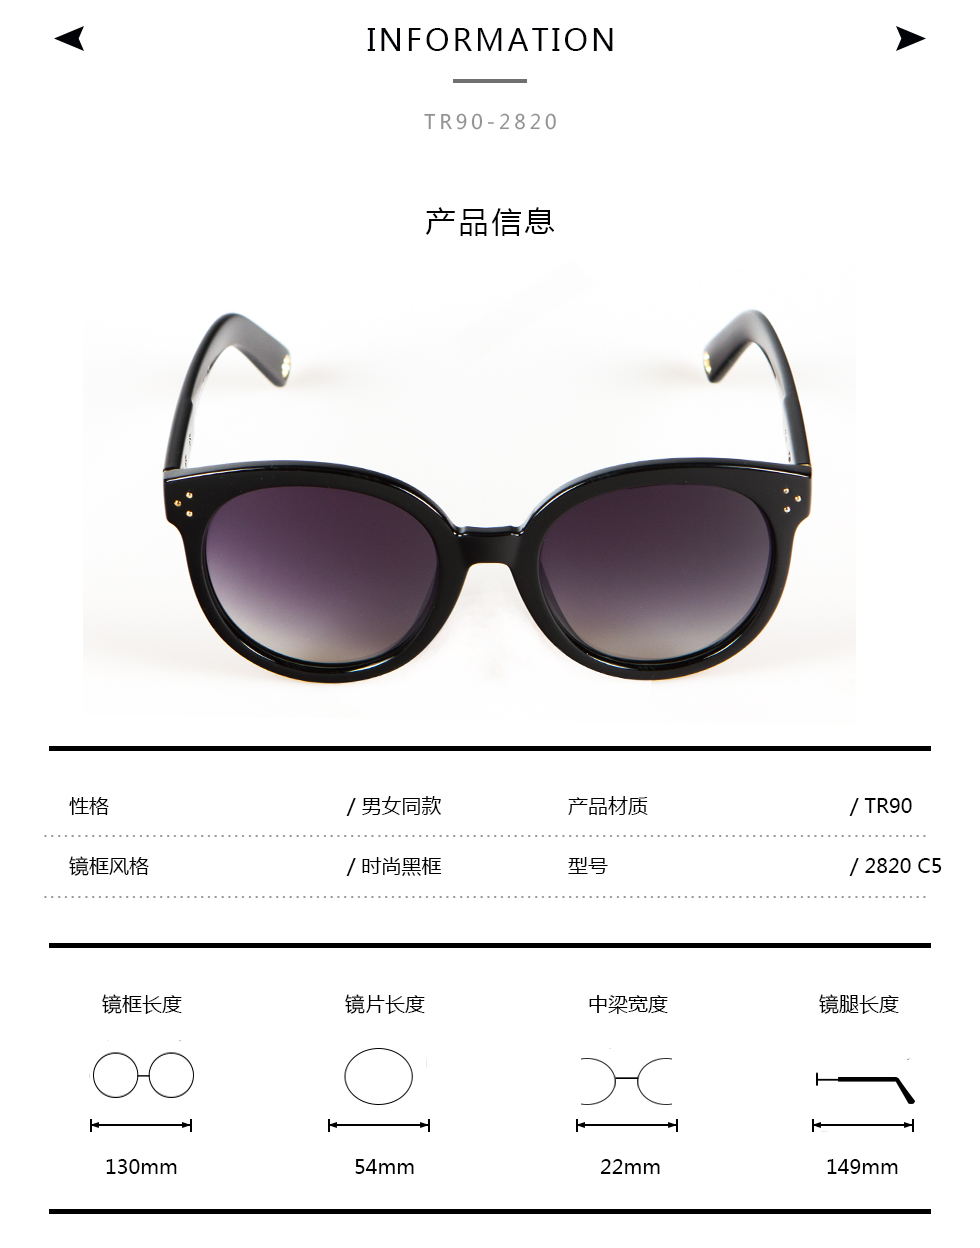 INFORMATION
TR90-2820
产品信息
性格 / 男女同款 产品材质 / TR90
镜框风格 / 时尚黑框 型号 / 2820 C5
镜框长度 镜片长度 中梁宽度 镜腿长度
130mm 54mm 22mm 149mm